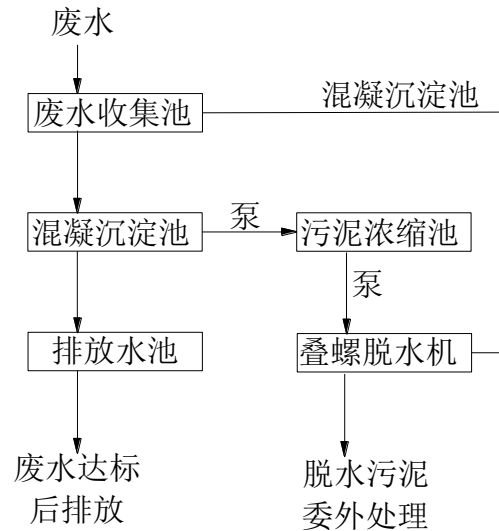 废水
废水收集池
混凝沉淀池
混凝沉淀池
泵
污泥浓缩池
泵
排放水池
叠螺脱水机
废水达标
后排放
脱水污泥
委外处理